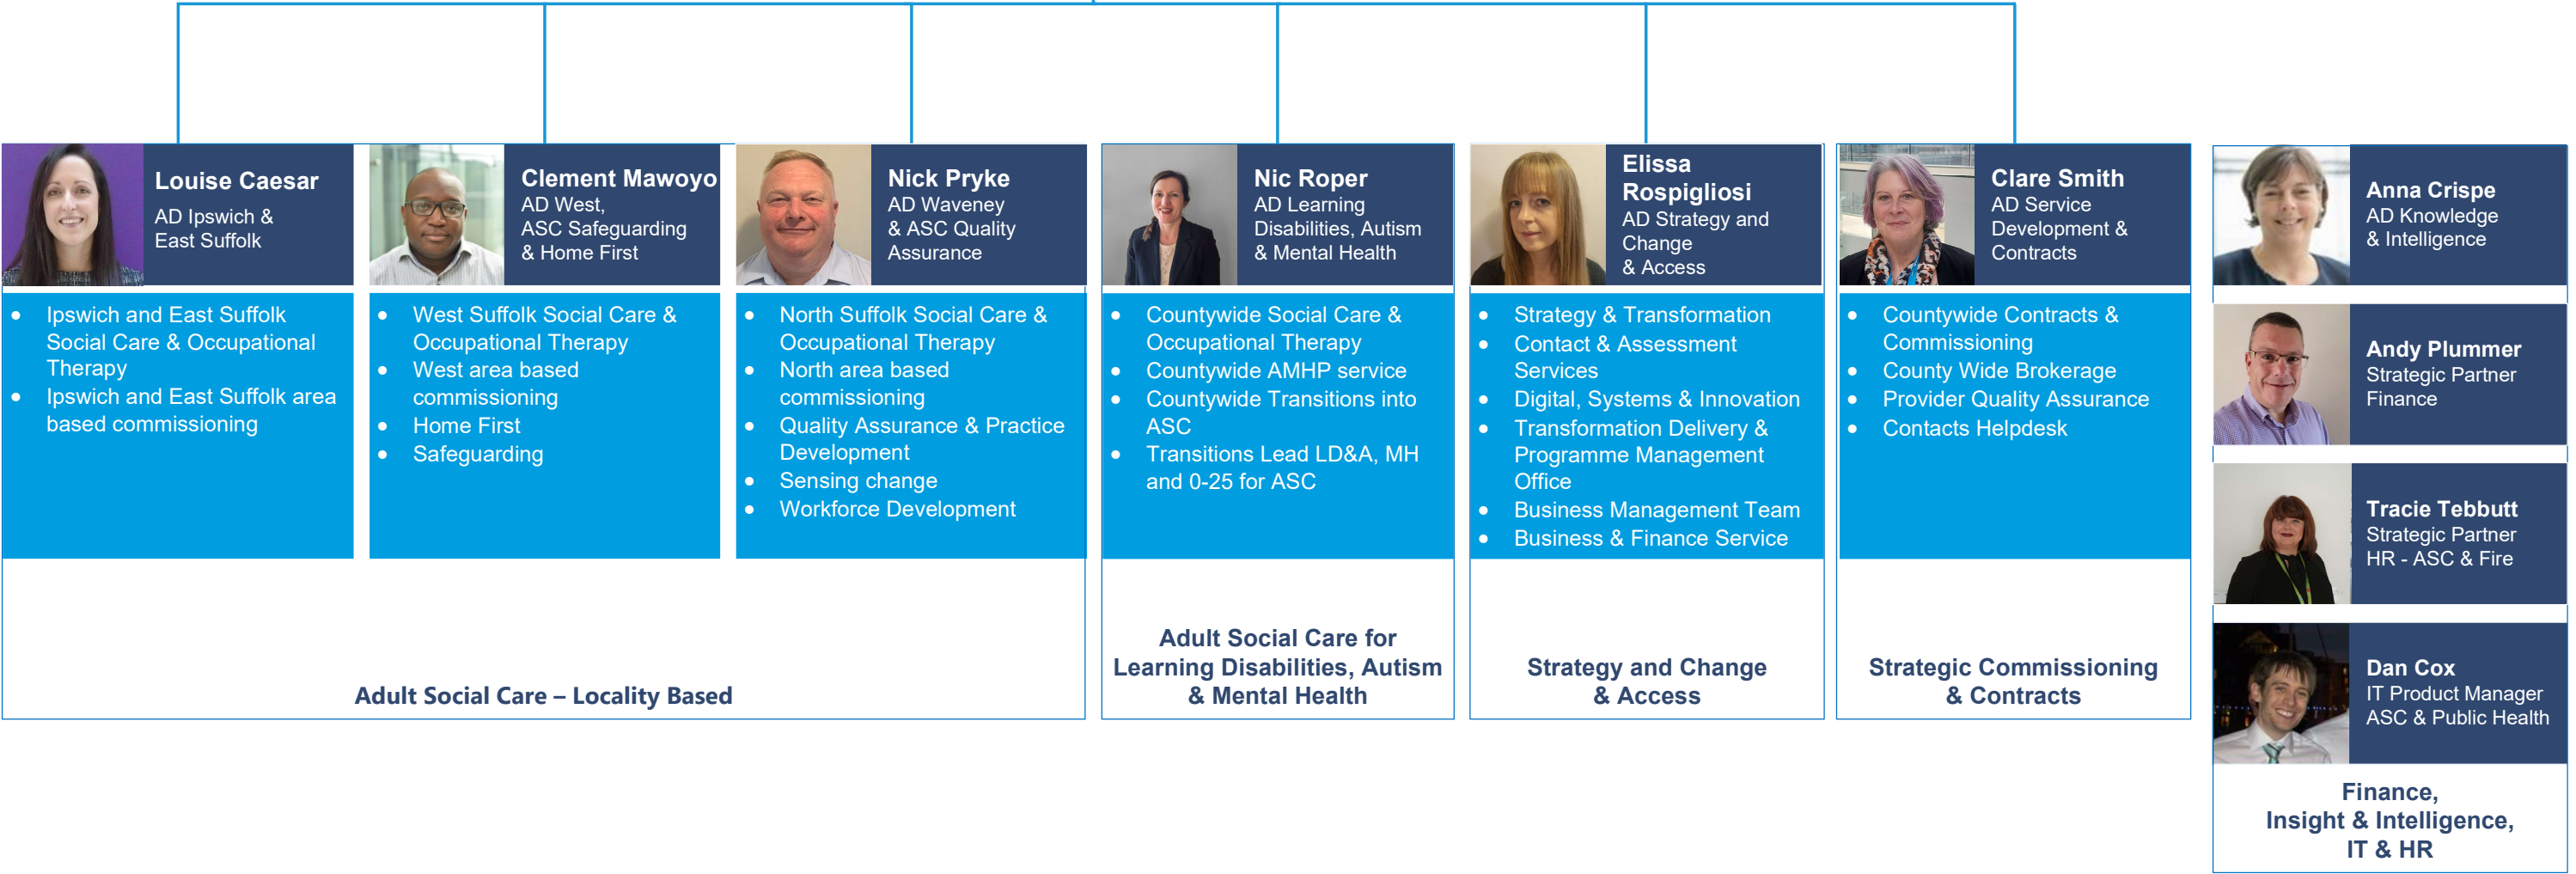 Louise Caesar
AD Ipswich &
East Suffolk
• Ipswich and East Suffolk
Social Care & Occupational
Therapy
• Ipswich and East Suffolk area
based commissioning
Clement Mawoyo
AD West,
ASC Safeguarding
& Home First
• West Suffolk Social Care &
Occupational Therapy
• West area based
commissioning
• Home First
• Safeguarding
Nick Pryke
AD Waveney
& ASC Quality
Assurance
• North Suffolk Social Care &
Occupational Therapy
• North area based
commissioning
• Quality Assurance & Practice
Development
• Sensing change
• Workforce Development
Adult Social Care – Locality Based
Nic Roper
AD Learning
Disabilities, Autism
& Mental Health
• Countywide Social Care &
Occupational Therapy
• Countywide AMHP service
• Countywide Transitions into
ASC
• Transitions Lead LD&A, MH
and 0-25 for ASC
Adult Social Care for
Learning Disabilities, Autism
& Mental Health
Elissa
Rospigliosi
AD Strategy and
Change
& Access
• Strategy & Transformation
• Contact & Assessment
Services
• Digital, Systems & Innovation
• Transformation Delivery &
Programme Management
Office
• Business Management Team
• Business & Finance Service
Strategy and Change
& Access
Clare Smith
AD Service
Development &
Contracts
• Countywide Contracts &
Commissioning
• County Wide Brokerage
• Provider Quality Assurance
• Contacts Helpdesk
Strategic Commissioning
& Contracts
Anna Crispe
AD Knowledge
& Intelligence
Andy Plummer
Strategic Partner
Finance
Tracie Tebbutt
Strategic Partner
HR - ASC & Fire
Dan Cox
IT Product Manager
ASC & Public Health
Finance,
Insight & Intelligence,
IT & HR